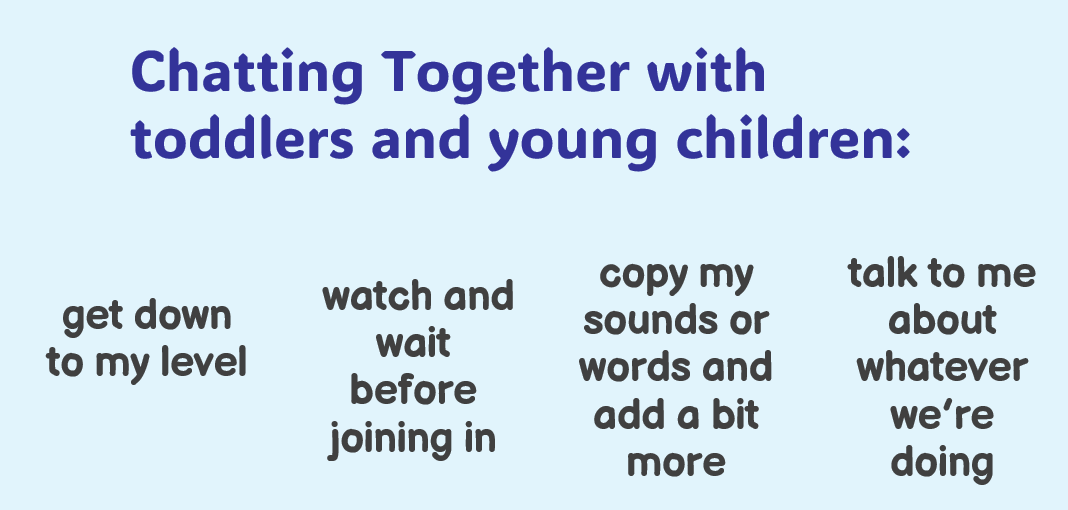 Chatting Together with
toddlers and young children:
get down
to my level
watch and
wait
before
joining in
copy my
sounds or
words and
add a bit
more
talk to me
about
whatever
we’re
doing